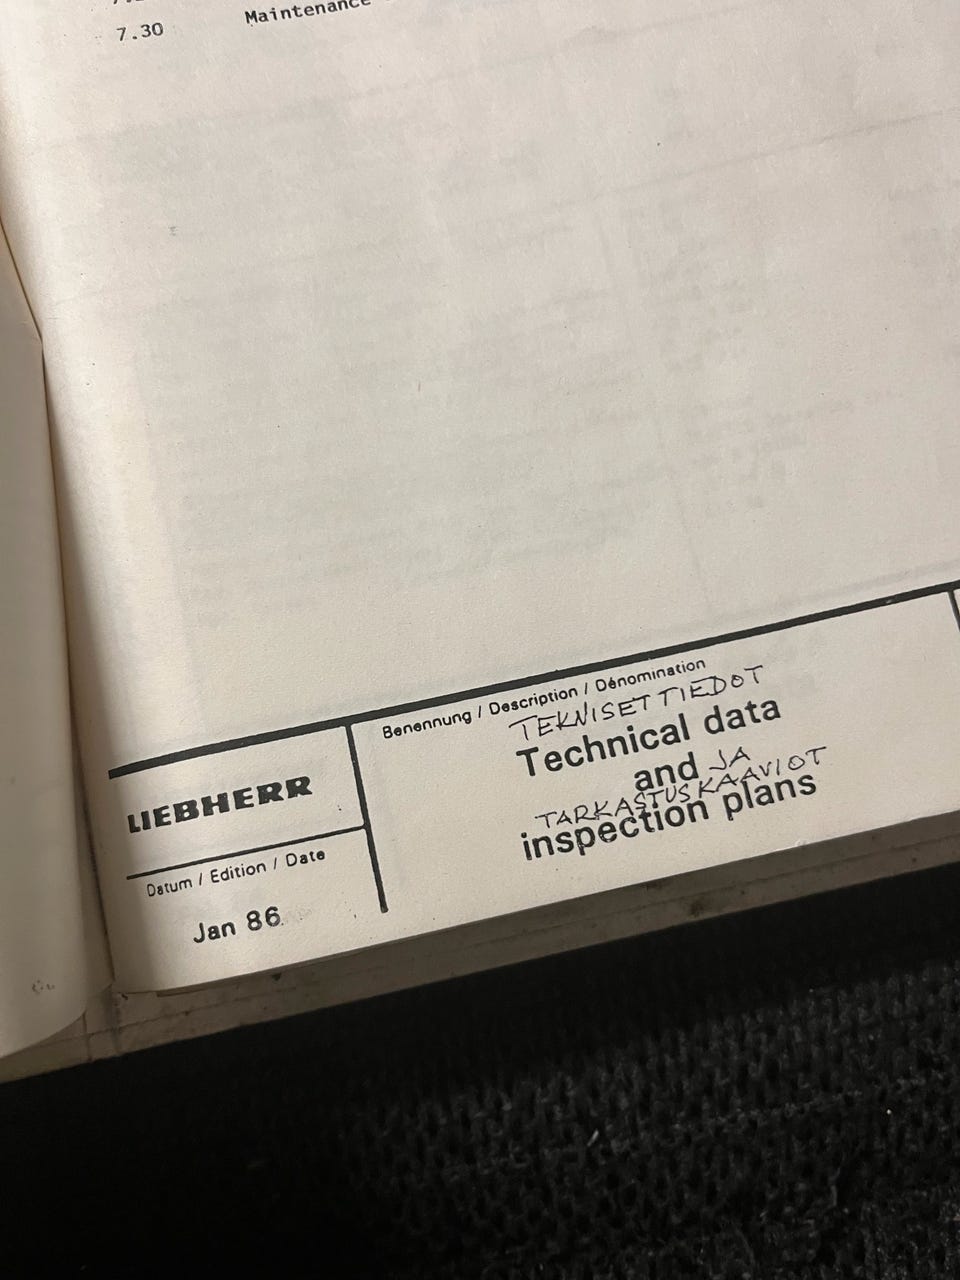 7.30 Maintenance
Benennung / Description / Dénomination
TEKNISET TIEDOT
Technical data
and JA
TARKASTUSKAAVIOT
inspection plans
LIEBHERR
Datum / Edition / Date
Jan 86